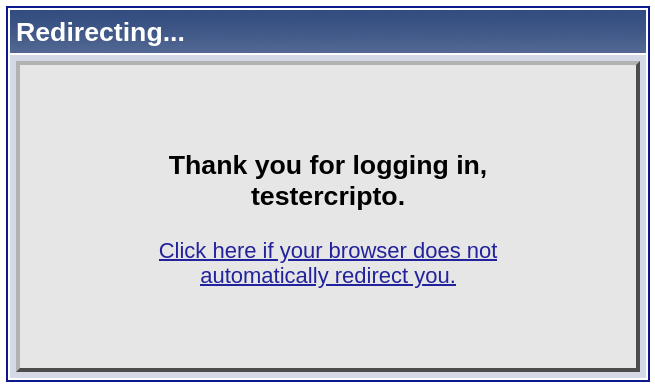 Redirecting...
Thank you for logging in,
testercripto.
Click here if your browser does not
automatically redirect you.